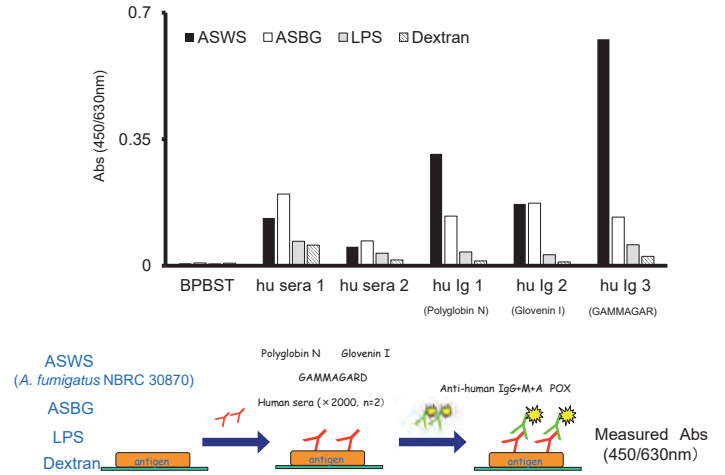 0.7
ASWS ASBG LPS Dextran
Abs (450/630nm)
0.35
0
BPBST hu sera 1 hu sera 2 hu Ig 1 hu Ig 2 hu Ig 3
(Polyglobin N) (Glovenin I) (GAMMAGAR)
ASWS
(A. fumigatus NBRC 30870)
ASBG
LPS
Dextran
antigen
Polyglobin N Glovenin I
GAMMAGARD
Human sera (×2000, n=2)
antigen
Anti-human IgG+M+A POX
antigen
Measured Abs
(450/630nm)